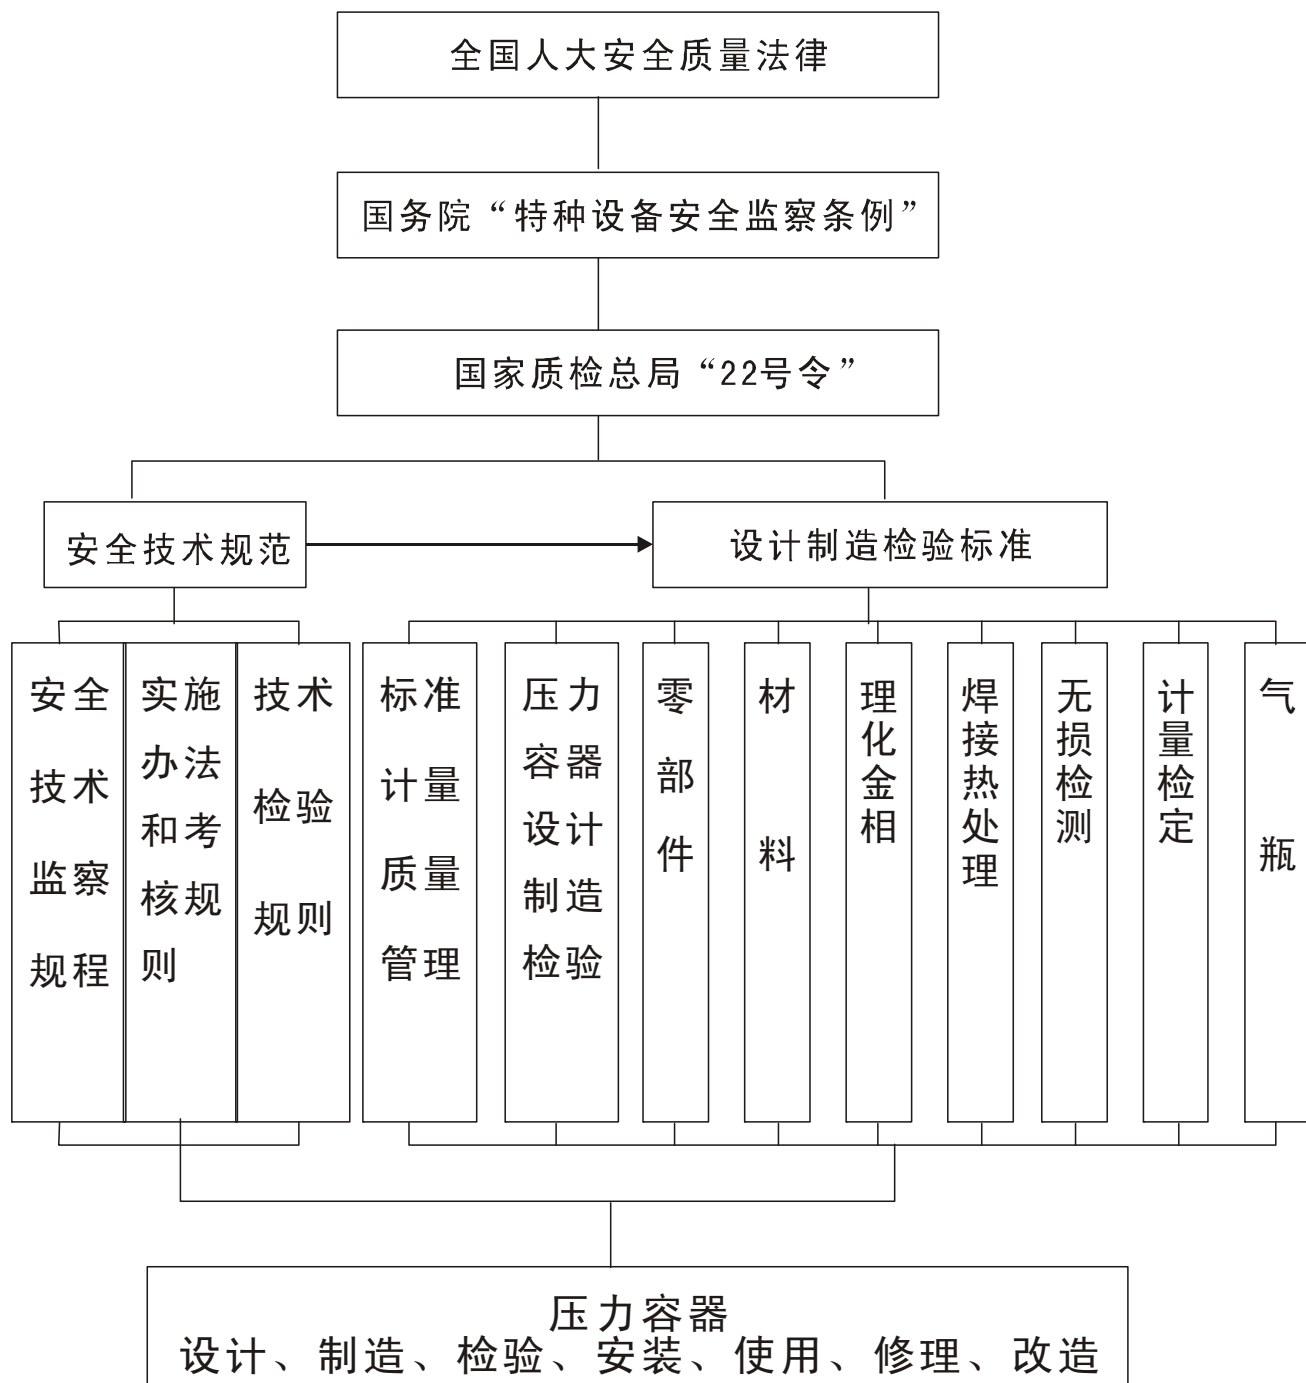 全国人大安全质量法律
国务院“特种设备安全监察条例”
国家质检总局“22号令”
安全技术规范
设计制造检验标准
安全
技术
监察
规程
实施
办法
和考
核规
则
技术
检验
规则
标准
计量
质量
管理
压力
容器
设计
制造
检验
零
部
件
材
料
理
化
金
相
焊
接
热
处
理
无
损
检
测
计
量
检
定
气
瓶
压力容器
设计、制造、检验、安装、使用、修理、改造